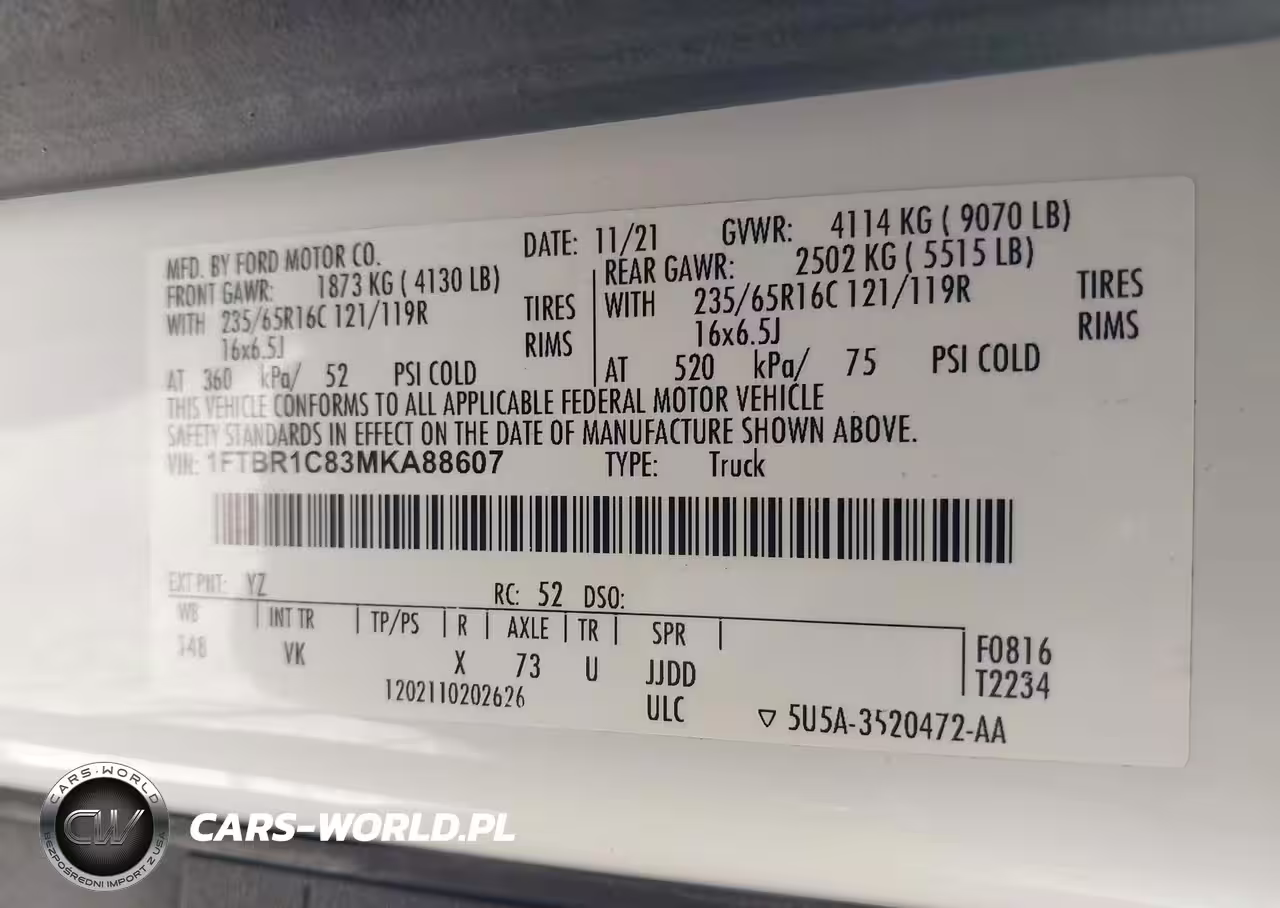 MFD. BY FORD MOTOR CO. DATE: 11/21 GVWR: 4114 KG ( 9070 LB)
FRONT GAWR: 1873 KG ( 4130 LB) REAR GAWR: 2502 KG ( 5515 LB)
WITH 235/65R16C 121/119R TIRES WITH 235/65R16C 121/119R TIRES
16x6.5J RIMS 16x6.5J RIMS
AT 360 kPa/ 52 PSI COLD AT 520 kPa/ 75 PSI COLD
THIS VEHICLE CONFORMS TO ALL APPLICABLE FEDERAL MOTOR VEHICLE
SAFETY STANDARDS IN EFFECT ON THE DATE OF MANUFACTURE SHOWN ABOVE.
VIN: 1FTBR1C83MKA88607 TYPE: Truck
EXT PNT: YZ RC: 52 DSO:
WB INT TR TP/PS R AXLE TR SPR F0816
148 VK X 73 U JJDD T2234
1202110202626 ULC ▽ 5U5A-3520472-AA
CARS-WORLD
CW
BEZPOŚREDNI IMPORT Z USA
CARS-WORLD.PL